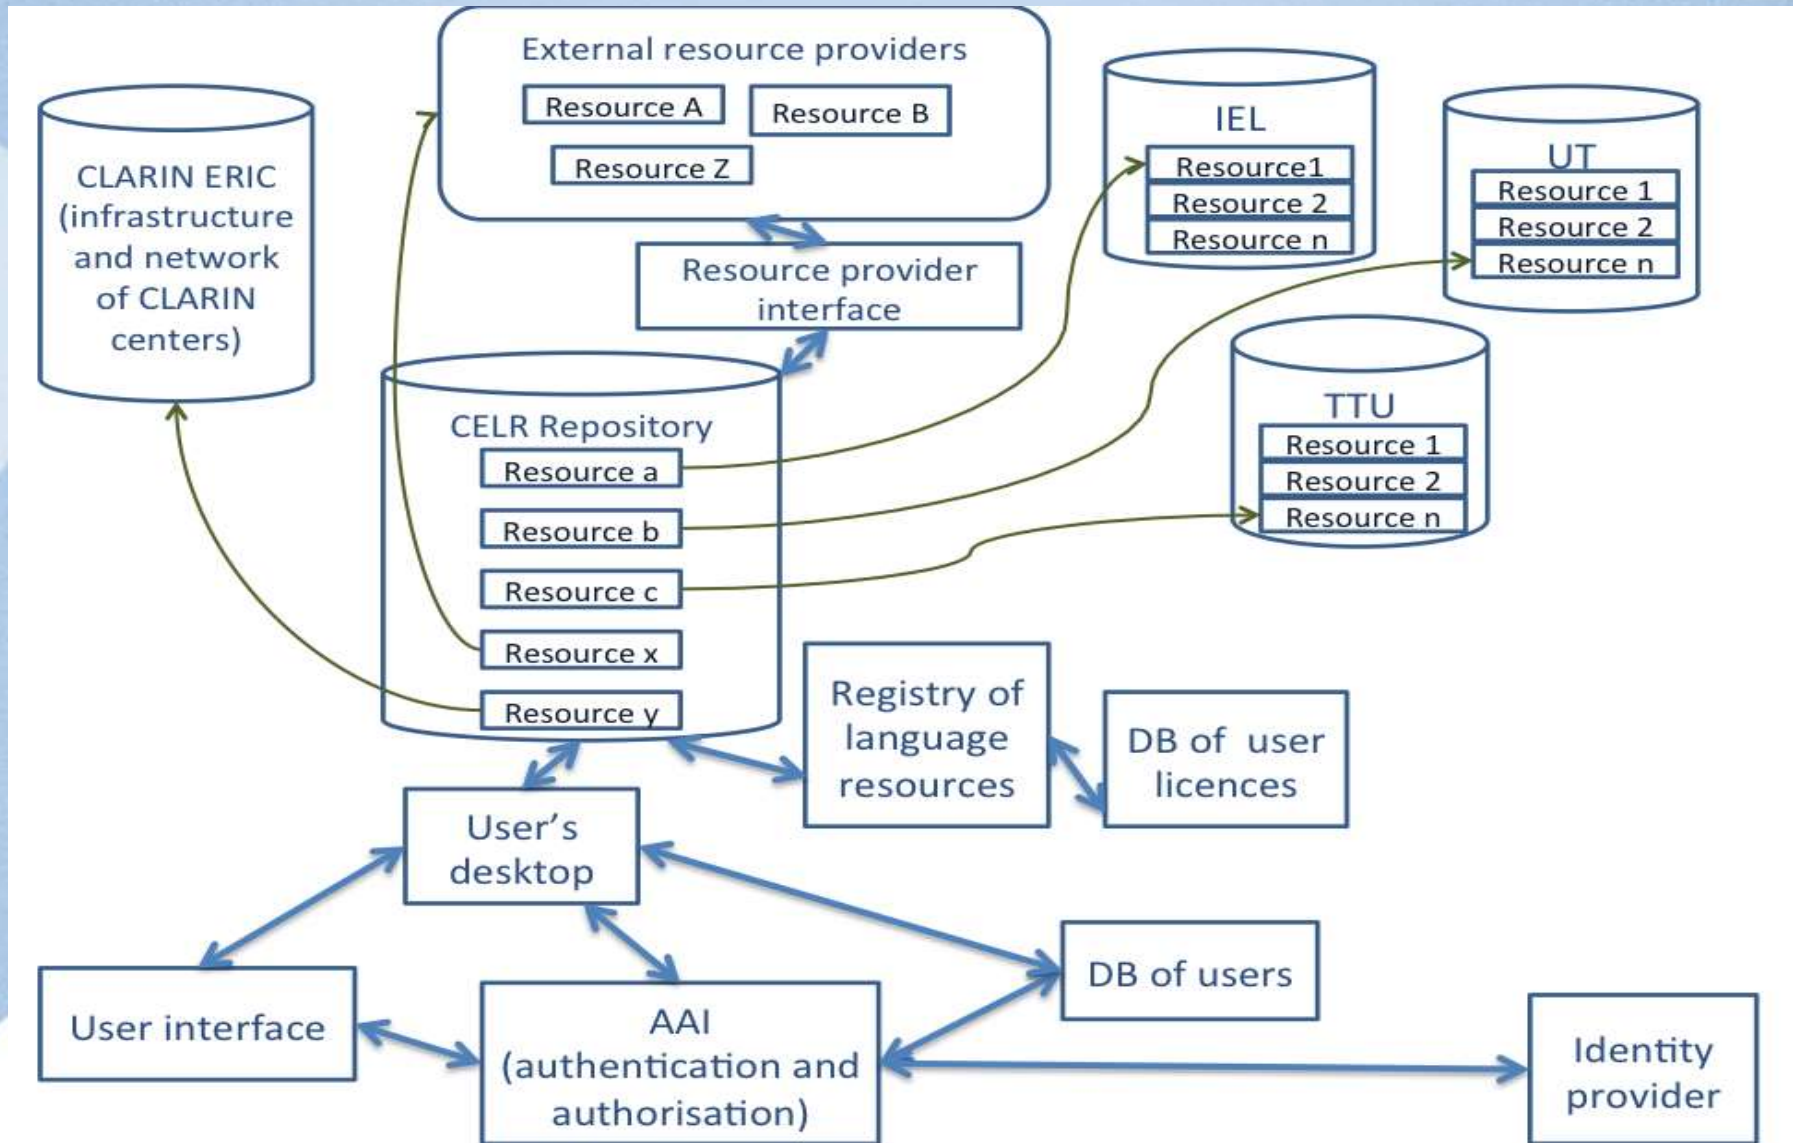 External resource providers
Resource A
Resource B
Resource Z
CLARIN ERIC
(infrastructure
and network
of CLARIN
centers)
IEL
Resource1
Resource 2
Resource n
UT
Resource 1
Resource 2
Resource n
Resource provider
interface
TTU
Resource 1
Resource 2
Resource n
CELR Repository
Resource a
Resource b
Resource c
Resource x
Resource y
Registry of
language
resources
DB of user
licences
User's
desktop
DB of users
User interface
AAI
(authentication and
authorisation)
Identity
provider